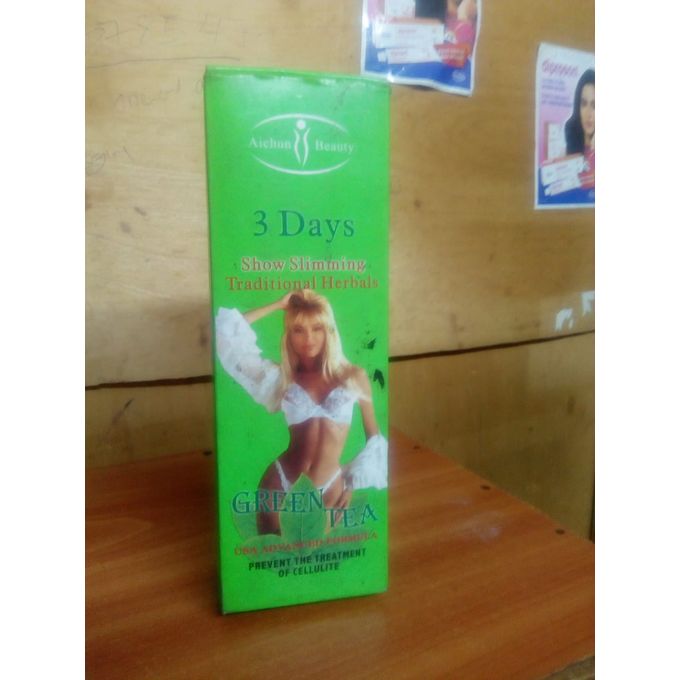 Aichun Beauty
3 Days
Show Slimming
Traditional Herbals
GREEN
TEA
USA ADVANCED FORMULA
PREVENT THE TREATMENT
OF CELLULITE